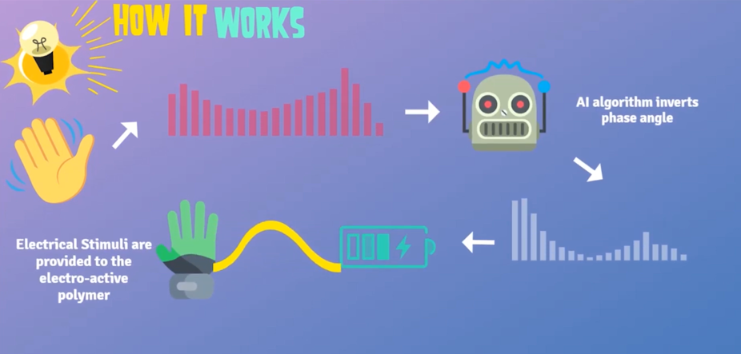 HOW IT WORKS
AI algorithm inverts
phase angle
Electrical Stimuli are
provided to the
electro-active
polymer